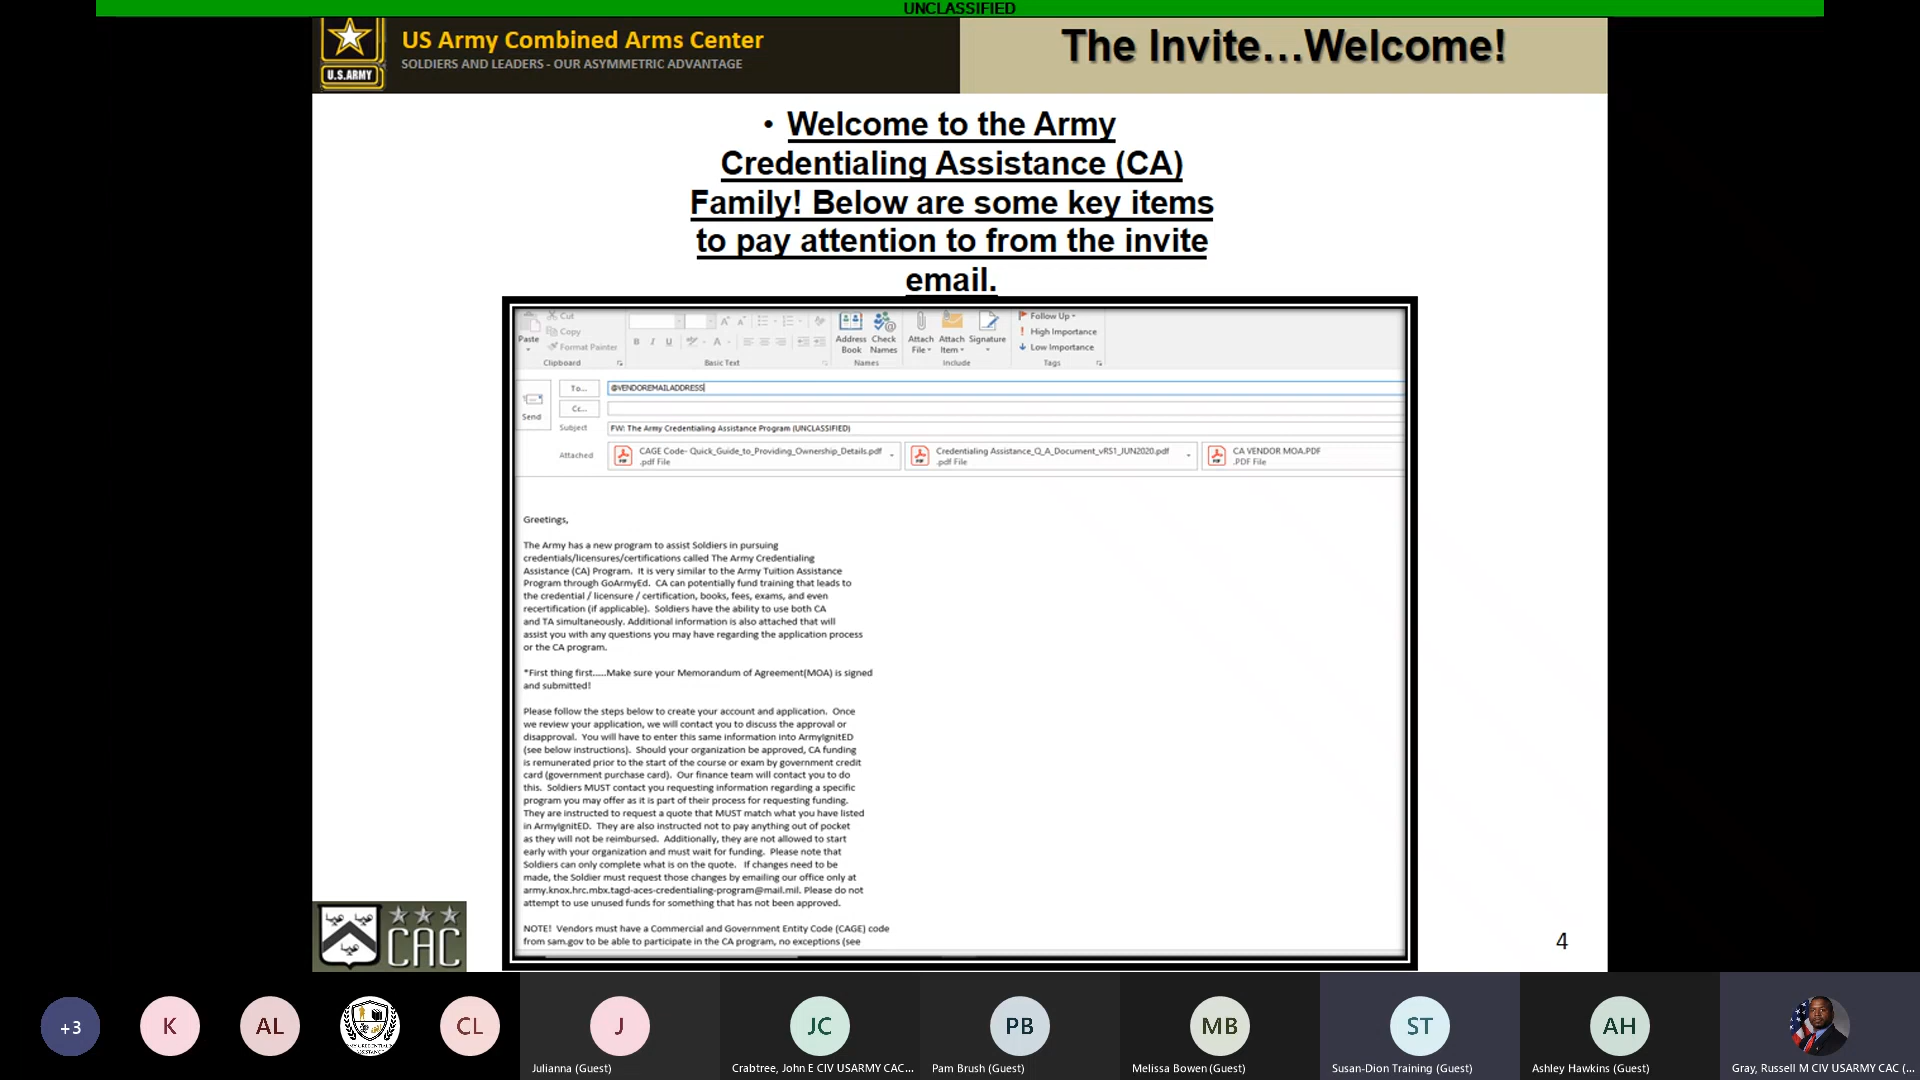 UNCLASSIFIED
U.S.ARMY
US Army Combined Arms Center
SOLDIERS AND LEADERS - OUR ASYMMETRIC ADVANTAGE
The Invite…Welcome!
• Welcome to the Army
Credentialing Assistance (CA)
Family! Below are some key items
to pay attention to from the invite
email.
Cut
Copy
Format Painter
Paste
Clipboard
B I U
Basic Text
Address Book
Check Names
Names
Attach File
Attach Item
Signature
Include
Follow Up
High Importance
Low Importance
Tags
Send
To...
@VENDOREMAILADDRESS
Cc...
Subject
FW: The Army Credentialing Assistance Program (UNCLASSIFIED)
Attached
CAGE Code- Quick_Guide_to_Providing_Ownership_Details.pdf
.pdf File
Credentialing Assistance_Q_A_Document_vRS1_JUN2020.pdf
.pdf File
CA VENDOR MOA.PDF
.PDF File
Greetings,
The Army has a new program to assist Soldiers in pursuing
credentials/licensures/certifications called The Army Credentialing
Assistance (CA) Program. It is very similar to the Army Tuition Assistance
Program through GoArmyEd. CA can potentially fund training that leads to
the credential / licensure / certification, books, fees, exams, and even
recertification (if applicable). Soldiers have the ability to use both CA
and TA simultaneously. Additional information is also attached that will
assist you with any questions you may have regarding the application process
or the CA program.
*First thing first.....Make sure your Memorandum of Agreement(MOA) is signed
and submitted!
Please follow the steps below to create your account and application. Once
we review your application, we will contact you to discuss the approval or
disapproval. You will have to enter this same information into ArmyIgnitED
(see below instructions). Should your organization be approved, CA funding
is remunerated prior to the start of the course or exam by government credit
card (government purchase card). Our finance team will contact you to do
this. Soldiers MUST contact you requesting information regarding a specific
program you may offer as it is part of their process for requesting funding.
They are instructed to request a quote that MUST match what you have listed
in ArmyIgnitED. They are also instructed not to pay anything out of pocket
as they will not be reimbursed. Additionally, they are not allowed to start
early with your organization and must wait for funding. Please note that
Soldiers can only complete what is on the quote. If changes need to be
made, the Soldier must request those changes by emailing our office only at
army.knox.hrc.mbx.tagd-aces-credentialing-program@mail.mil. Please do not
attempt to use unused funds for something that has not been approved.
NOTE! Vendors must have a Commercial and Government Entity Code (CAGE) code
from sam.gov to be able to participate in the CA program, no exceptions (see
CAC
4
+3
K
AL
CL
J
JC
PB
MB
ST
AH
Julianna (Guest)
Crabtree, John E CIV USARMY CAC...
Pam Brush (Guest)
Melissa Bowen (Guest)
Susan-Dion Training (Guest)
Ashley Hawkins (Guest)
Gray, Russell M CIV USARMY CAC (...